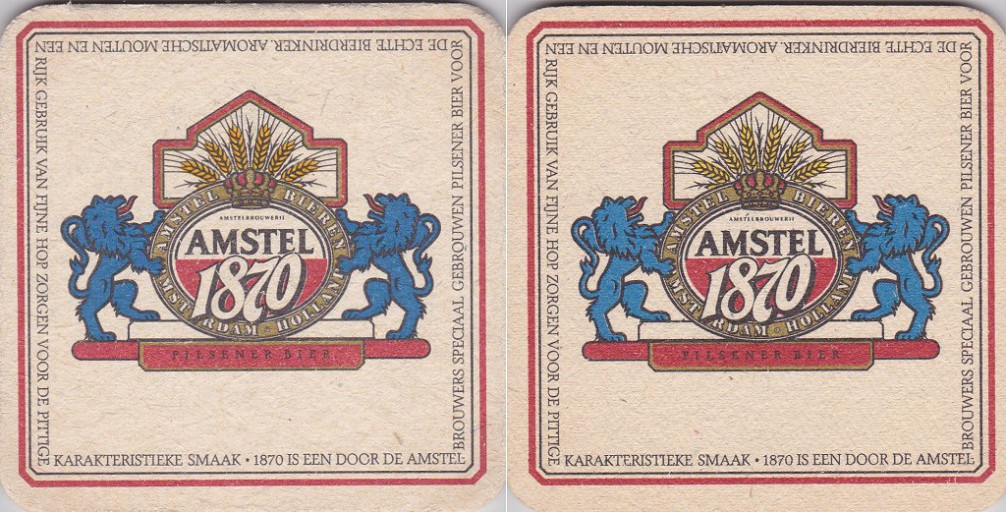 DE ECHTE BIERDRINKER. AROMATISCHE MOUTEN EN EEN
RIJK GEBRUIK VAN FIJNE HOP ZORGEN VOOR DE PITTIGE
KARAKTERISTIEKE SMAAK • 1870 IS EEN DOOR DE AMSTEL-
BROUWERS SPECIAAL GEBROUWEN PILSENER BIER VOOR
AMSTEL BIEREN
AMSTELBROUWERIJ
AMSTEL
1870
AMSTERDAM HOLLAND
PILSENER BIER
DE ECHTE BIERDRINKER. AROMATISCHE MOUTEN EN EEN
RIJK GEBRUIK VAN FIJNE HOP ZORGEN VOOR DE PITTIGE
KARAKTERISTIEKE SMAAK • 1870 IS EEN DOOR DE AMSTEL-
BROUWERS SPECIAAL GEBROUWEN PILSENER BIER VOOR
AMSTEL BIEREN
AMSTELBROUWERIJ
AMSTEL
1870
AMSTERDAM HOLLAND
PILSENER BIER